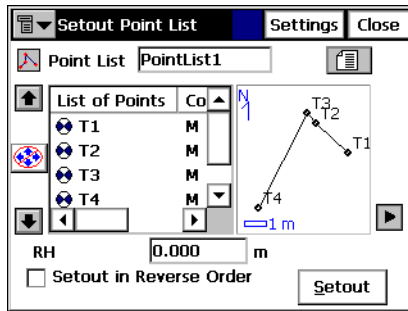 Setout Point List Settings Close
Point List PointList1
List of Points Co
T1 M
T2 M
T3 M
T4 M
N
T3
T2
T1
T4
1 m
RH 0.000 m
Setout in Reverse Order
Setout